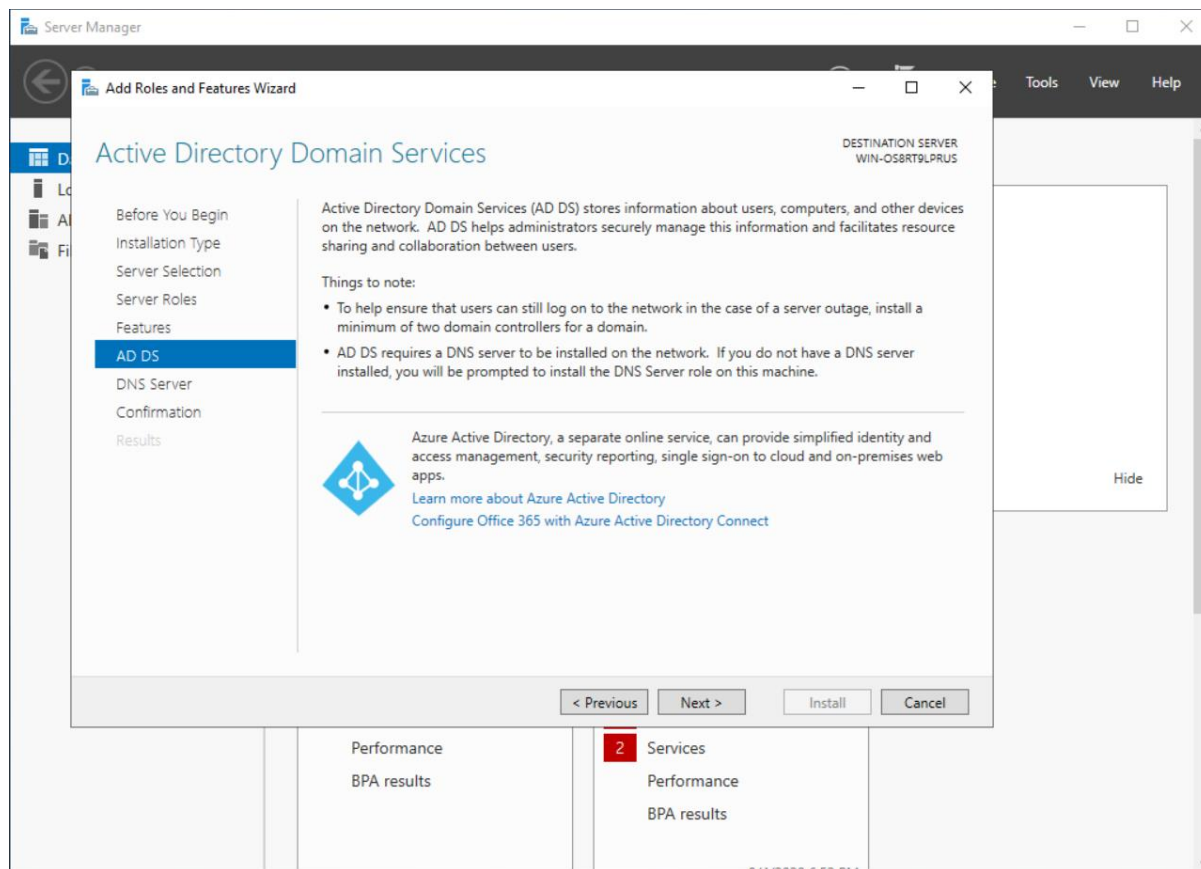 Server Manager
Add Roles and Features Wizard
Tools View Help
Active Directory Domain Services
DESTINATION SERVER
WIN-OS8RT9LPRUS
Before You Begin
Installation Type
Server Selection
Server Roles
Features
AD DS
DNS Server
Confirmation
Results
Active Directory Domain Services (AD DS) stores information about users, computers, and other devices
on the network. AD DS helps administrators securely manage this information and facilitates resource
sharing and collaboration between users.
Things to note:
• To help ensure that users can still log on to the network in the case of a server outage, install a
minimum of two domain controllers for a domain.
• AD DS requires a DNS server to be installed on the network. If you do not have a DNS server
installed, you will be prompted to install the DNS Server role on this machine.
Azure Active Directory, a separate online service, can provide simplified identity and
access management, security reporting, single sign-on to cloud and on-premises web
apps.
Learn more about Azure Active Directory
Configure Office 365 with Azure Active Directory Connect
Hide
< Previous Next > Install Cancel
Performance
BPA results
2 Services
Performance
BPA results